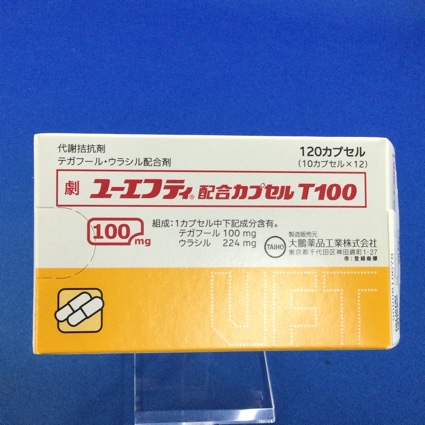 代謝拮抗剤
テガフール・ウラシル配合剤
120カプセル
(10カプセル×12)
劇 ユーエフティ® 配合カプセル T100
100mg
組成:1カプセル中下記成分含有。
テガフール 100 mg
ウラシル 224 mg
製造販売元
TAIHO 大鵬薬品工業株式会社
東京都千代田区神田錦町1-27
®:登録商標
UFT